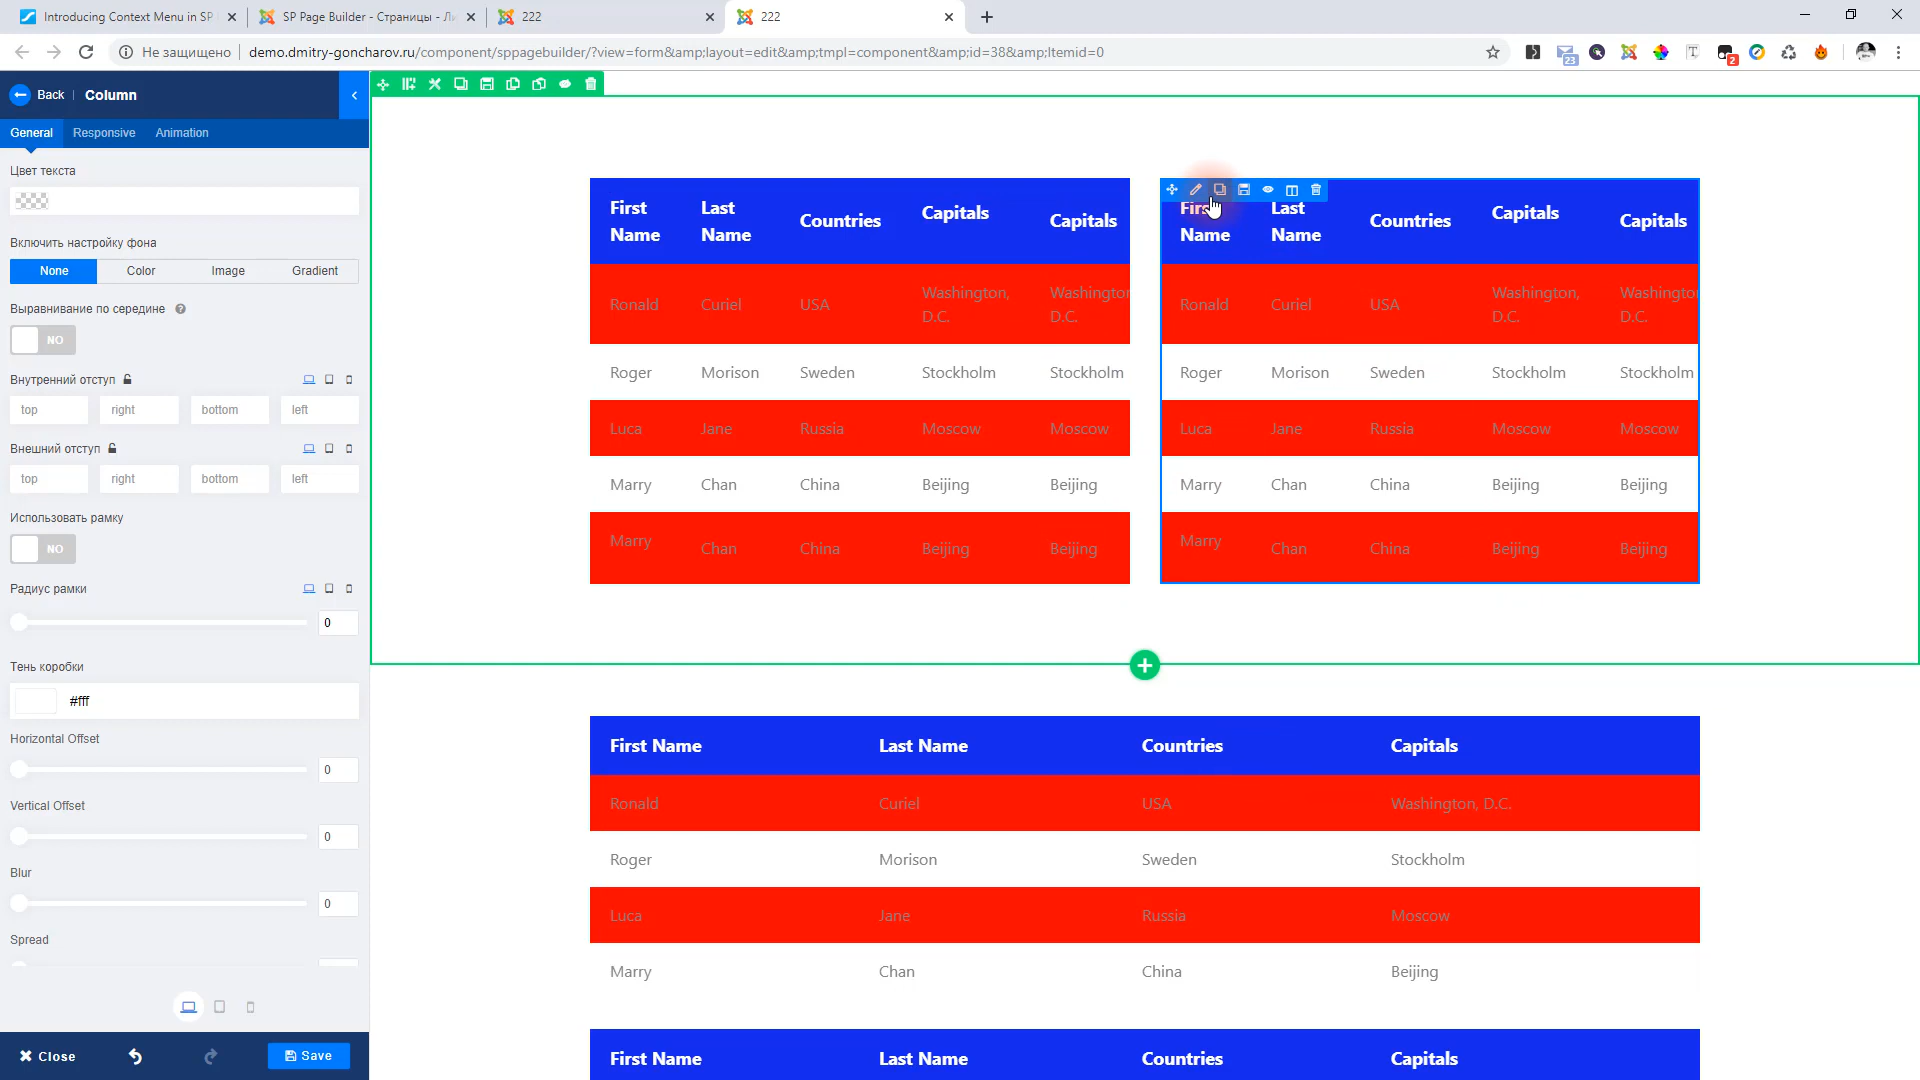 Introducing Context Menu in SP
SP Page Builder - Страницы - Ли
222
222
Не защищено
demo.dmitry-goncharov.ru/component/sppagebuilder/?view=form&amp;layout=edit&amp;tmpl=component&amp;id=38&amp;Itemid=0
23
2
Back
Column
General
Responsive
Animation
Цвет текста
Включить настройку фона
None
Color
Image
Gradient
Выравнивание по середине
NO
Внутренний отступ
top
right
bottom
left
Внешний отступ
top
right
bottom
left
Использовать рамку
NO
Радиус рамки
0
Тень коробки
#fff
Horizontal Offset
0
Vertical Offset
0
Blur
0
Spread
Close
Save
First Name
Last Name
Countries
Capitals
Capitals
Ronald
Curiel
USA
Washington, D.C.
Washington D.C.
Roger
Morison
Sweden
Stockholm
Stockholm
Luca
Jane
Russia
Moscow
Moscow
Marry
Chan
China
Beijing
Beijing
Marry
Chan
China
Beijing
Beijing
First Name
Last Name
Countries
Capitals
Capitals
Ronald
Curiel
USA
Washington, D.C.
Washington D.C.
Roger
Morison
Sweden
Stockholm
Stockholm
Luca
Jane
Russia
Moscow
Moscow
Marry
Chan
China
Beijing
Beijing
Marry
Chan
China
Beijing
Beijing
First Name
Last Name
Countries
Capitals
Ronald
Curiel
USA
Washington, D.C.
Roger
Morison
Sweden
Stockholm
Luca
Jane
Russia
Moscow
Marry
Chan
China
Beijing
First Name
Last Name
Countries
Capitals